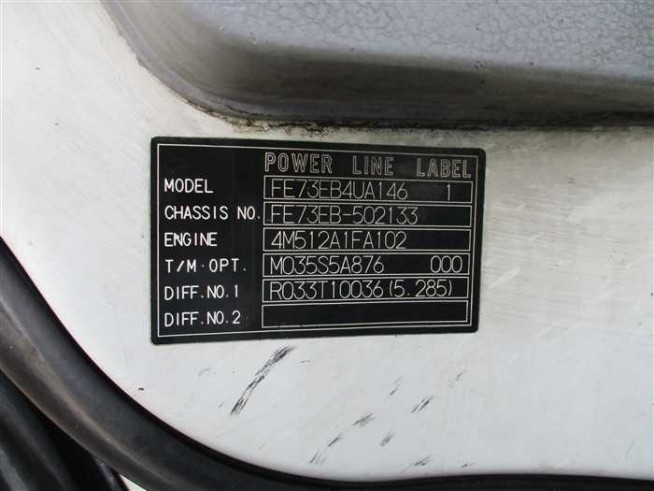 POWER LINE LABEL
MODEL FE73EB4UA146 1
CHASSIS NO. FE73EB-502133
ENGINE 4M512A1FA102
T/M·OPT. M035S5A876 000
DIFF.NO.1 R033T10036(5.285)
DIFF.NO.2